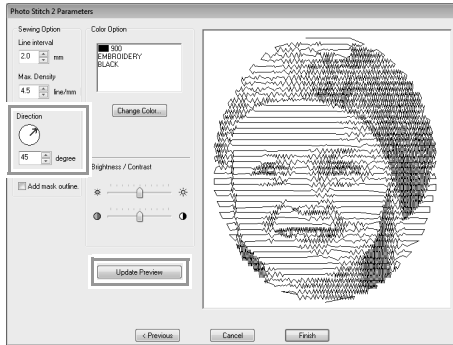 Photo Stitch 2 Parameters
Sewing Option
Line interval
2.0 mm
Max. Density
4.5 line/mm
Direction
45 degree
Add mask outline.
Color Option
900
EMBROIDERY
BLACK
Change Color...
Brightness / Contrast
Update Preview
< Previous
Cancel
Finish